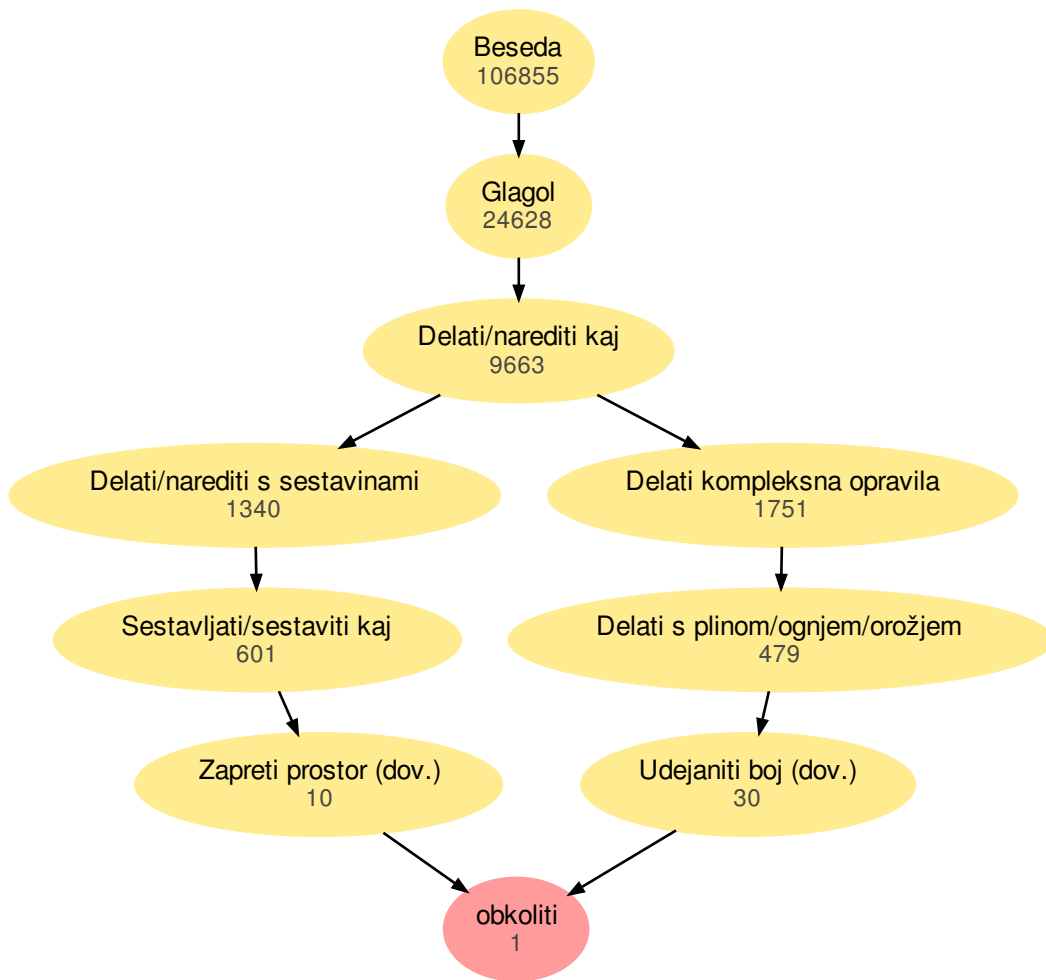 Beseda
106855
Glagol
24628
Delati/narediti kaj
9663
Delati/narediti s sestavinami
1340
Delati kompleksna opravila
1751
Sestavljati/sestaviti kaj
601
Delati s plinom/ognjem/orožjem
479
Zapreti prostor (dov.)
10
Udejaniti boj (dov.)
30
obkoliti
1